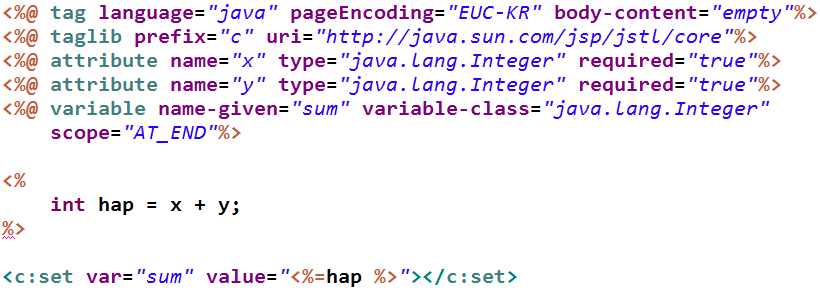 <%@ tag language="java" pageEncoding="EUC-KR" body-content="empty"%>
<%@ taglib prefix="c" uri="http://java.sun.com/jsp/jstl/core"%>
<%@ attribute name="x" type="java.lang.Integer" required="true"%>
<%@ attribute name="y" type="java.lang.Integer" required="true"%>
<%@ variable name-given="sum" variable-class="java.lang.Integer"
    scope="AT_END"%>
<%
    int hap = x + y;
%>
<c:set var="sum" value="<%=hap %>"></c:set>